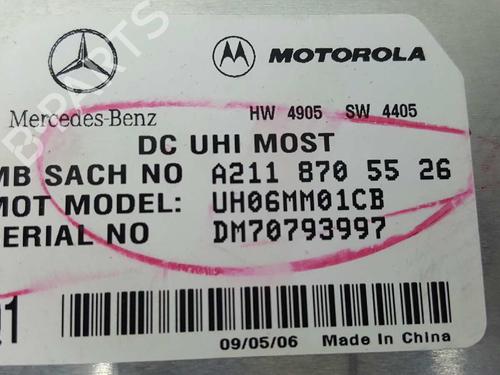 MOTOROLA
Mercedes-Benz
HW 4905 SW 4405
DC UHI MOST
MB SACH NO A211 870 55 26
MOT MODEL: UH06MM01CB
ERIAL NO DM70793997
09/05/06 Made In China
B-PARTS